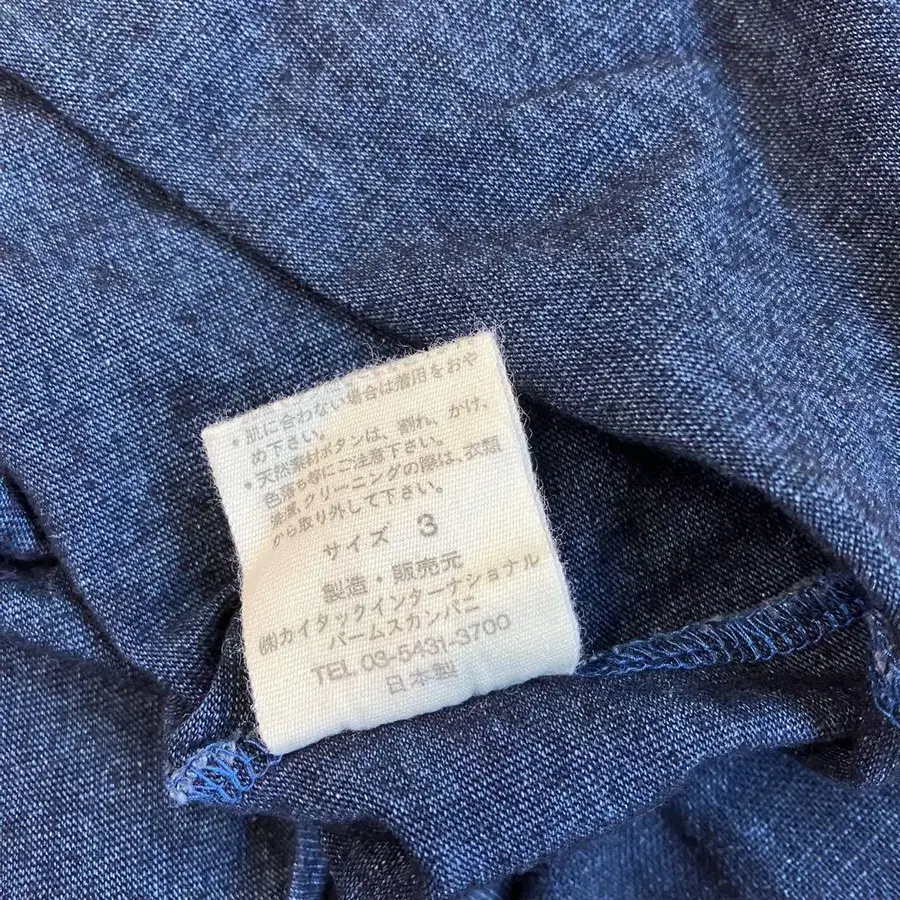 ・肌に合わない場合は着用をおや
め下さい。
・天然素材ボタンは、割れ、かけ、
色落ち等にご注意下さい。
クリーニングの際は、衣類
から取り外して下さい。
サイズ 3
製造・販売元
㈱カイタックインターナショナル
パームスカンパニ
TEL 03-5431-3700
日本製